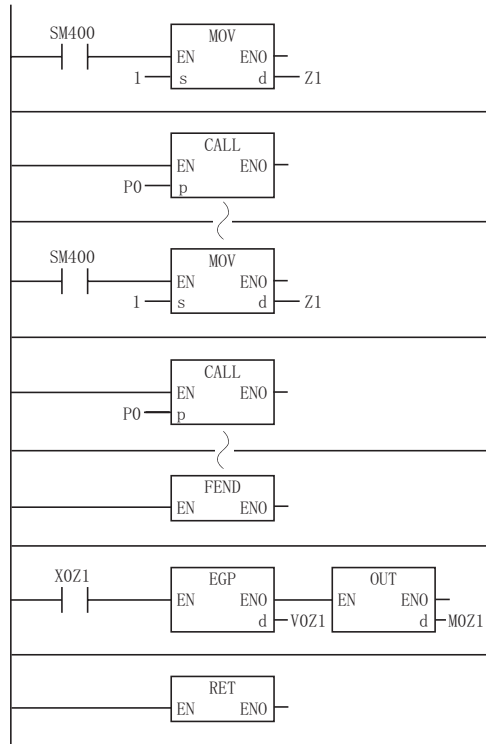 SM400 MOV
EN ENO
1 s d Z1
CALL
EN ENO
P0 p
SM400 MOV
EN ENO
1 s d Z1
CALL
EN ENO
P0 p
FEND
EN ENO
X0Z1 EGP OUT
EN ENO EN ENO
d V0Z1 d M0Z1
RET
EN ENO